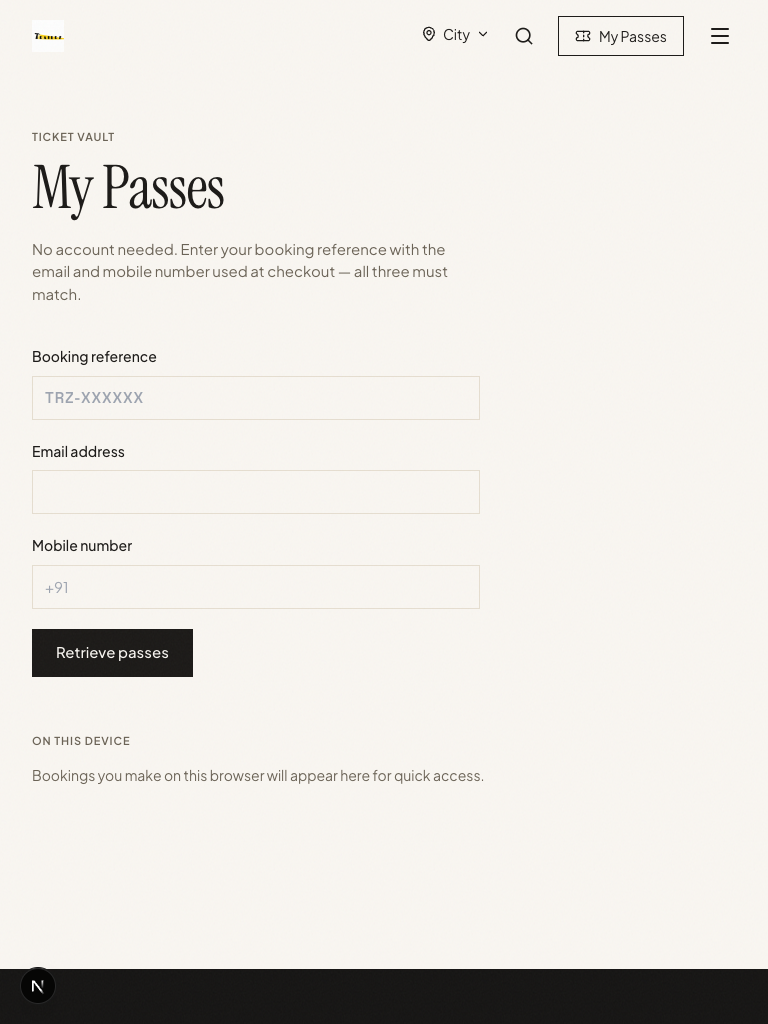 City
My Passes
TICKET VAULT
My Passes
No account needed. Enter your booking reference with the
email and mobile number used at checkout — all three must
match.
Booking reference
TRZ-XXXXXX
Email address
Mobile number
+91
Retrieve passes
ON THIS DEVICE
Bookings you make on this browser will appear here for quick access.
N